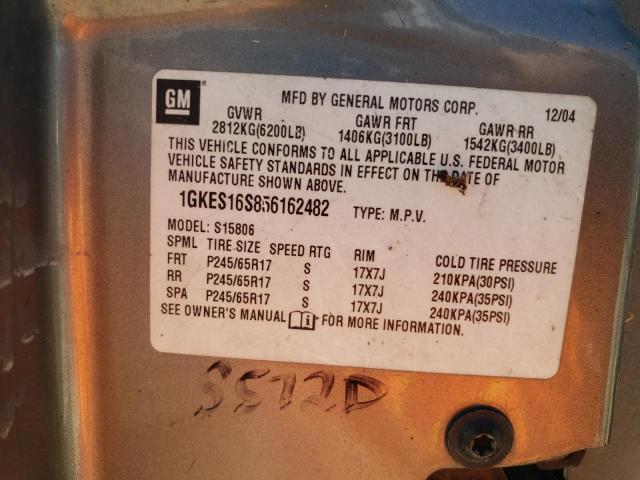 GM
MFD BY GENERAL MOTORS CORP. 12/04
GVWR GAWR FRT GAWR RR
2812KG(6200LB) 1406KG(3100LB) 1542KG(3400LB)
THIS VEHICLE CONFORMS TO ALL APPLICABLE U.S. FEDERAL MOTOR
VEHICLE SAFETY STANDARDS IN EFFECT ON THE DATE OF
MANUFACTURE SHOWN ABOVE.
1GKES16S856162482 TYPE: M.P.V.
MODEL: S15806
SPML TIRE SIZE SPEED RTG RIM COLD TIRE PRESSURE
FRT P245/65R17 S 17X7J 210KPA(30PSI)
RR P245/65R17 S 17X7J 240KPA(35PSI)
SPA P245/65R17 S 17X7J 240KPA(35PSI)
SEE OWNER'S MANUAL FOR MORE INFORMATION.
3572D